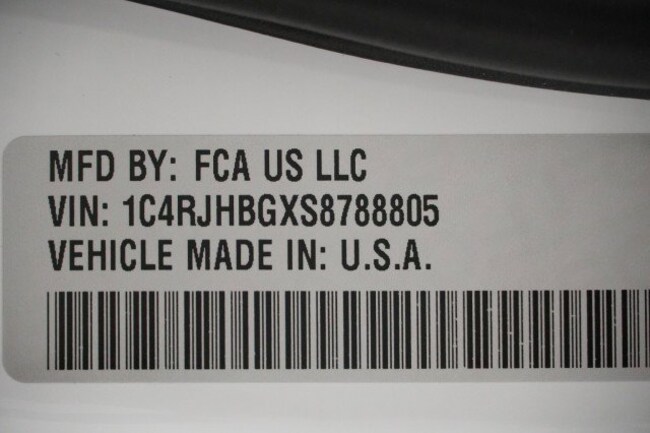 MFD BY: FCA US LLC
VIN: 1C4RJHBGXS8788805
VEHICLE MADE IN: U.S.A.